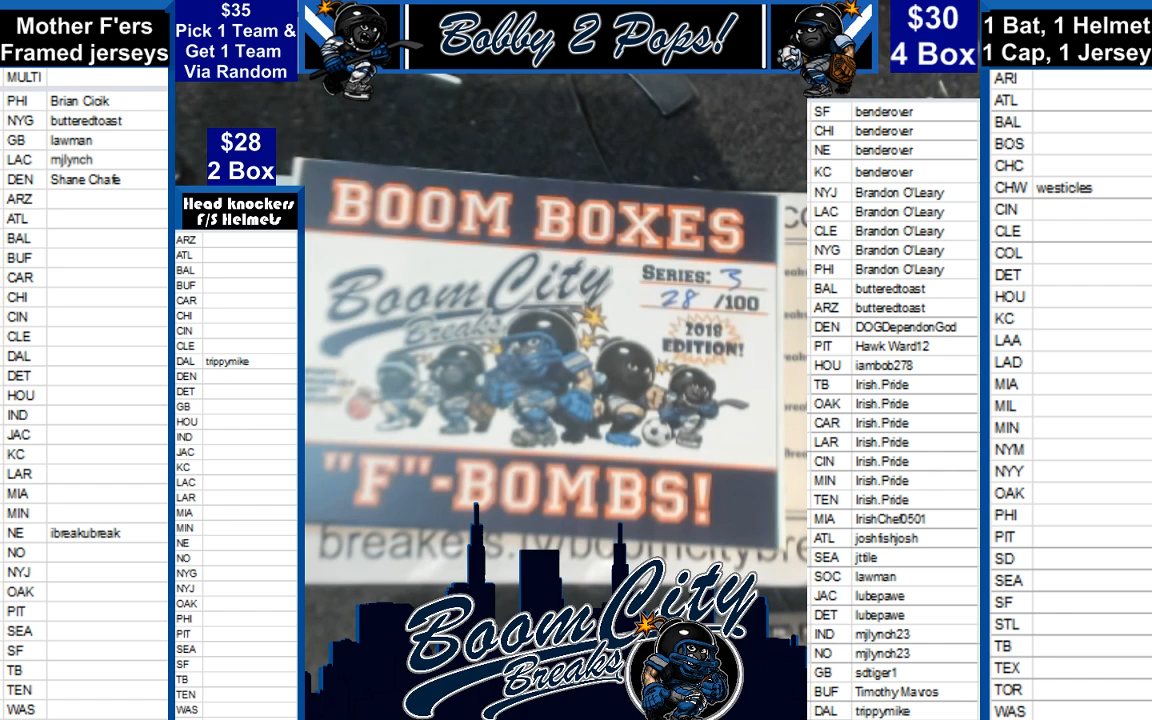 Mother F'ers
Framed jerseys
MULTI
PHI Brian Cicik
NYG butteredtoast
GB lawman
LAC mjlynch
DEN Shane Chafe
ARZ
ATL
BAL
BUF
CAR
CHI
CIN
CLE
DAL
DET
HOU
IND
JAC
KC
LAR
MIA
MIN
NE ibreakubreak
NO
NYJ
OAK
PIT
SEA
SF
TB
TEN
WAS
$35
Pick 1 Team &
Get 1 Team
Via Random
$28
2 Box
Head knockers
F/S Helmets
ARZ
ATL
BAL
BUF
CAR
CHI
CIN
CLE
DAL trippymike
DEN
DET
GB
HOU
IND
JAC
KC
LAC
LAR
MIA
MIN
NE
NO
NYG
NYJ
OAK
PHI
PIT
SEA
SF
TB
TEN
WAS
Bobby 2 Pops!
BOOM BOXES
Boom City
Breaks
SERIES: 3
28 /100
2018
EDITION!
"F"-BOMBS!
Boom City
Breaks
$30
4 Box
SF benderover
CHI benderover
NE benderover
KC benderover
NYJ Brandon O'Leary
LAC Brandon O'Leary
CLE Brandon O'Leary
NYG Brandon O'Leary
PHI Brandon O'Leary
BAL butteredtoast
ARZ butteredtoast
DEN DOGDependonGod
PIT Hawk Ward12
HOU iambob278
TB Irish.Pride
OAK Irish.Pride
CAR Irish.Pride
LAR Irish.Pride
CIN Irish.Pride
MIN Irish.Pride
TEN Irish.Pride
MIA IrishChef0501
ATL joshfishjosh
SEA jttile
SOC lawman
JAC lubepawe
DET lubepawe
IND mjlynch23
NO mjlynch23
GB sdtiger1
BUF Timothy Mavros
DAL trippymike
1 Bat, 1 Helmet
1 Cap, 1 Jersey
ARI
ATL
BAL
BOS
CHC
CHW westicles
CIN
CLE
COL
DET
HOU
KC
LAA
LAD
MIA
MIL
MIN
NYM
NYY
OAK
PHI
PIT
SD
SEA
SF
STL
TB
TEX
TOR
WAS